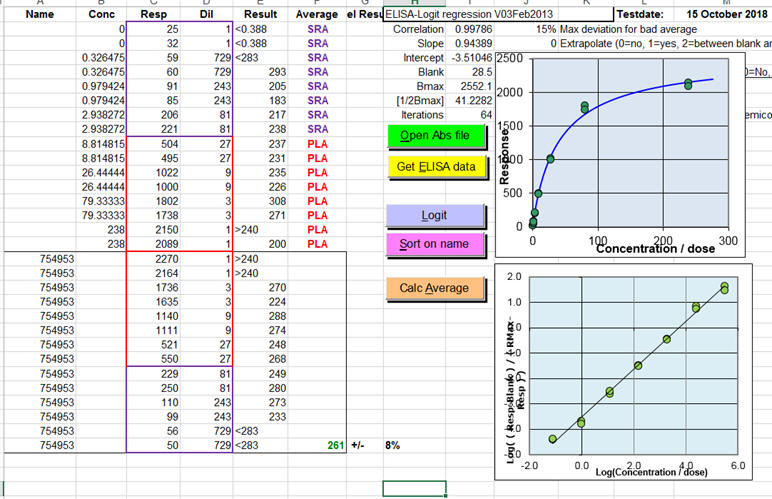 A B C D E F G H I J K L M
Name Conc Resp Dil Result Average el Resu ELISA-Logit regression V03Feb2013 Testdate: 15 October 2018
0 25 1 <0.388 SRA Correlation 0.99786 15% Max deviation for bad average
0 32 1 <0.388 SRA Slope 0.94389 0 Extrapolate (0=no, 1=yes, 2=between blank an
0.326475 59 729 <283 SRA Intercept -3.51046
0.326475 60 729 293 SRA Blank 28.5 0=No,
0.979424 91 243 205 SRA Bmax 2552.1
0.979424 85 243 183 SRA [1/2Bmax] 41.2282
2.938272 206 81 217 SRA Iterations 64 emico
2.938272 221 81 238 SRA
8.814815 504 27 237 PLA
8.814815 495 27 231 PLA
26.44444 1022 9 235 PLA
26.44444 1000 9 226 PLA
79.33333 1802 3 308 PLA
79.33333 1738 3 271 PLA
238 2150 1 >240 PLA
238 2089 1 200 PLA
754953 2270 1 >240
754953 2164 1 >240
754953 1736 3 270
754953 1635 3 224
754953 1140 9 288
754953 1111 9 274
754953 521 27 248
754953 550 27 268
754953 229 81 249
754953 250 81 280
754953 110 243 273
754953 99 243 233
754953 56 729 <283
754953 50 729 <283 261 +/- 8%
Open Abs file
Get ELISA data
Logit
Sort on name
Calc Average
2500
2000
1500
1000
500
0
Response
0 100 200 300
Concentration / dose
2.0
1.0
Log( ( Resp-Blank ) / ( RMax-
Resp ) )
-2.0 0.0 2.0 4.0 6.0
Log(Concentration / dose)